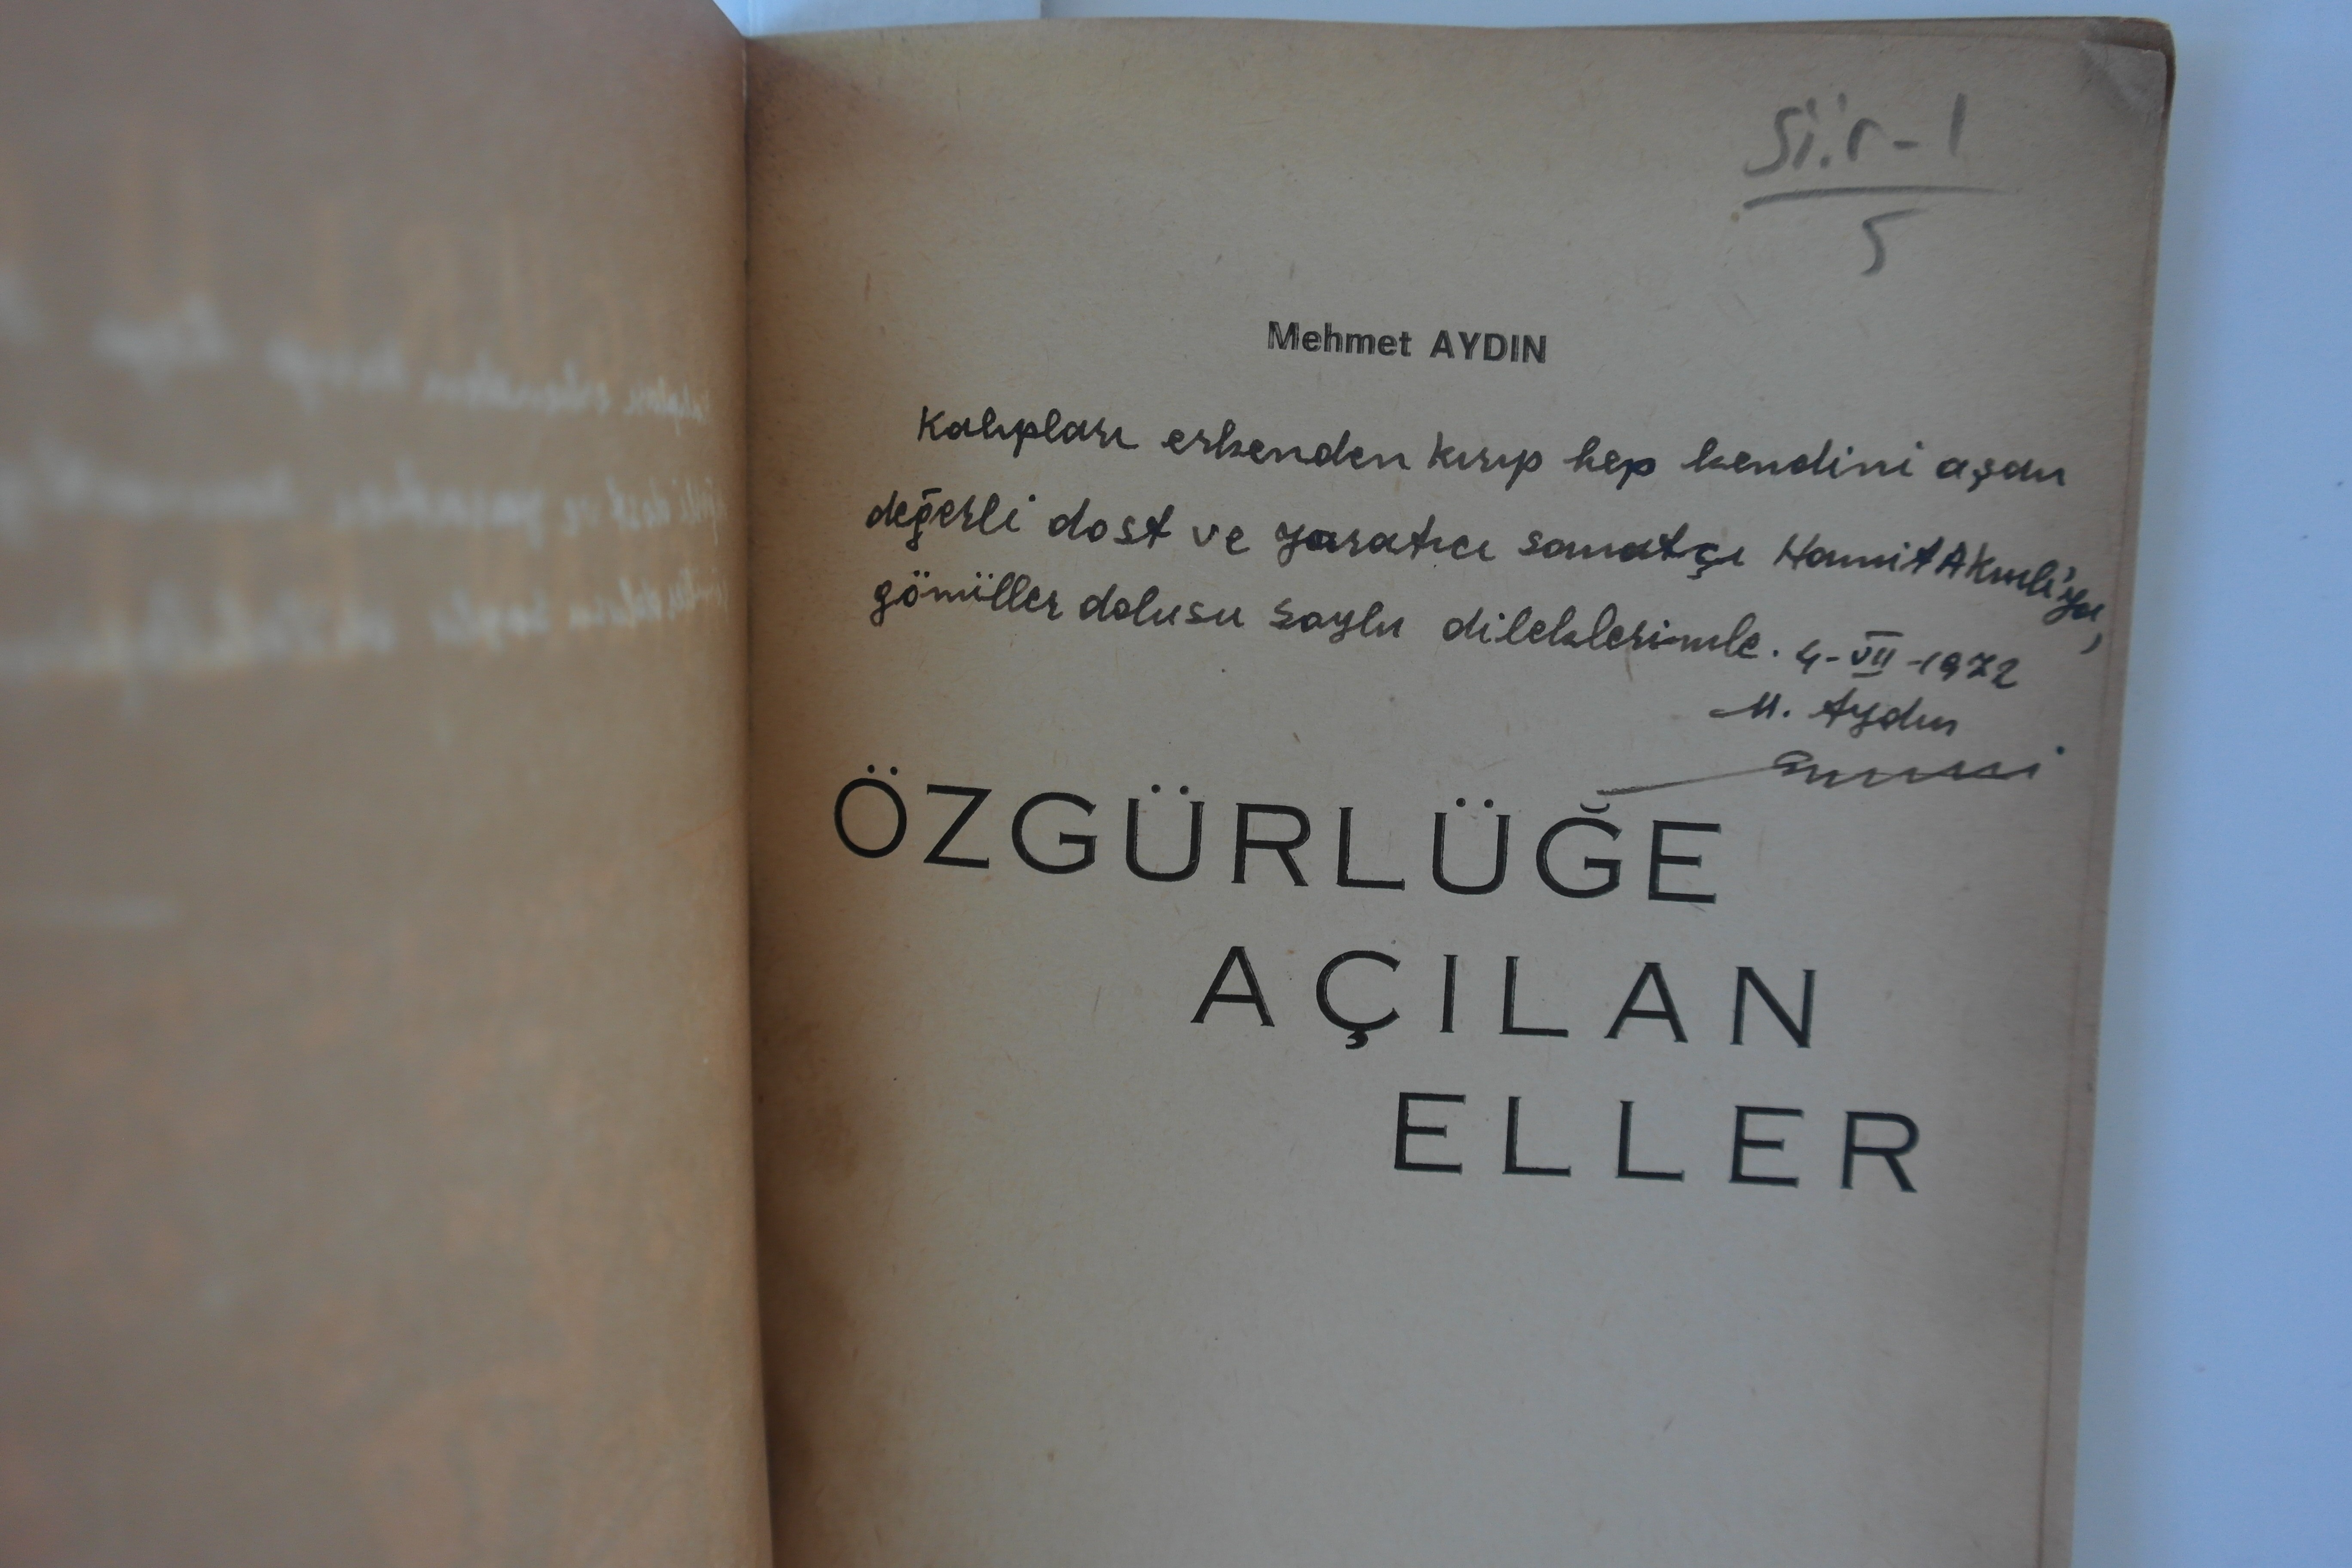 Şi.r-1
5
Mehmet AYDIN
Kalıpları erkenden kırıp hep kendini aşan
değerli dost ve yaratıcı sanatçı Hamit Akınlı'ya,
gönüller dolusu saylu dileklerimle. 4-VII-1972
M. Aydın
ÖZGÜRLÜĞE
AÇILAN
ELLER